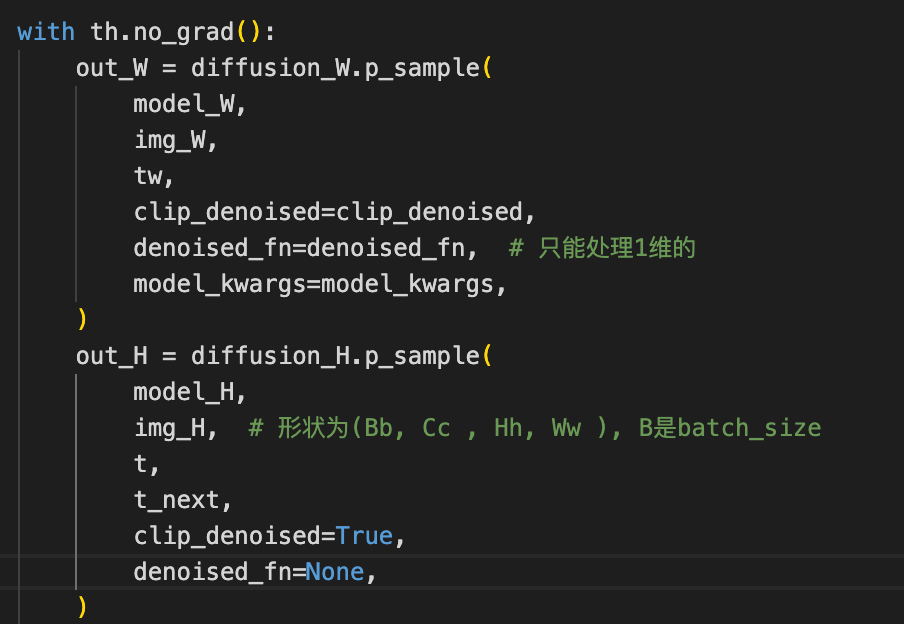 with th.no_grad():
    out_W = diffusion_W.p_sample(
        model_W,
        img_W,
        tw,
        clip_denoised=clip_denoised,
        denoised_fn=denoised_fn,  # 只能处理1维的
        model_kwargs=model_kwargs,
    )
    out_H = diffusion_H.p_sample(
        model_H,
        img_H,  # 形状为(Bb, Cc , Hh, Ww ), B是batch_size
        t,
        t_next,
        clip_denoised=True,
        denoised_fn=None,
    )